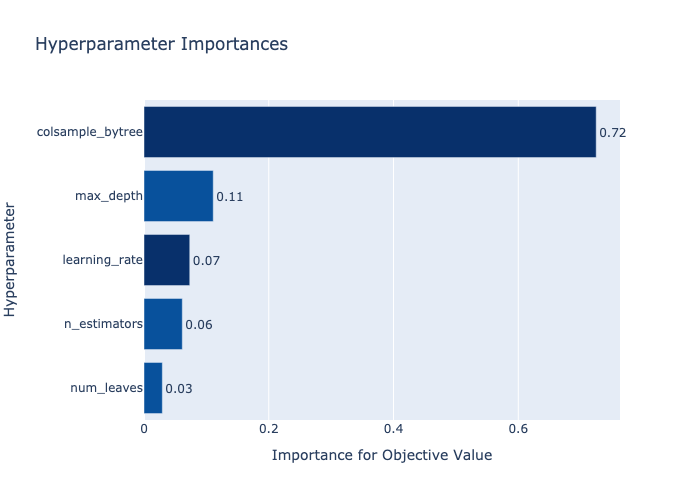 Hyperparameter Importances
Hyperparameter
colsample_bytree 0.72
max_depth 0.11
learning_rate 0.07
n_estimators 0.06
num_leaves 0.03
0 0.2 0.4 0.6
Importance for Objective Value